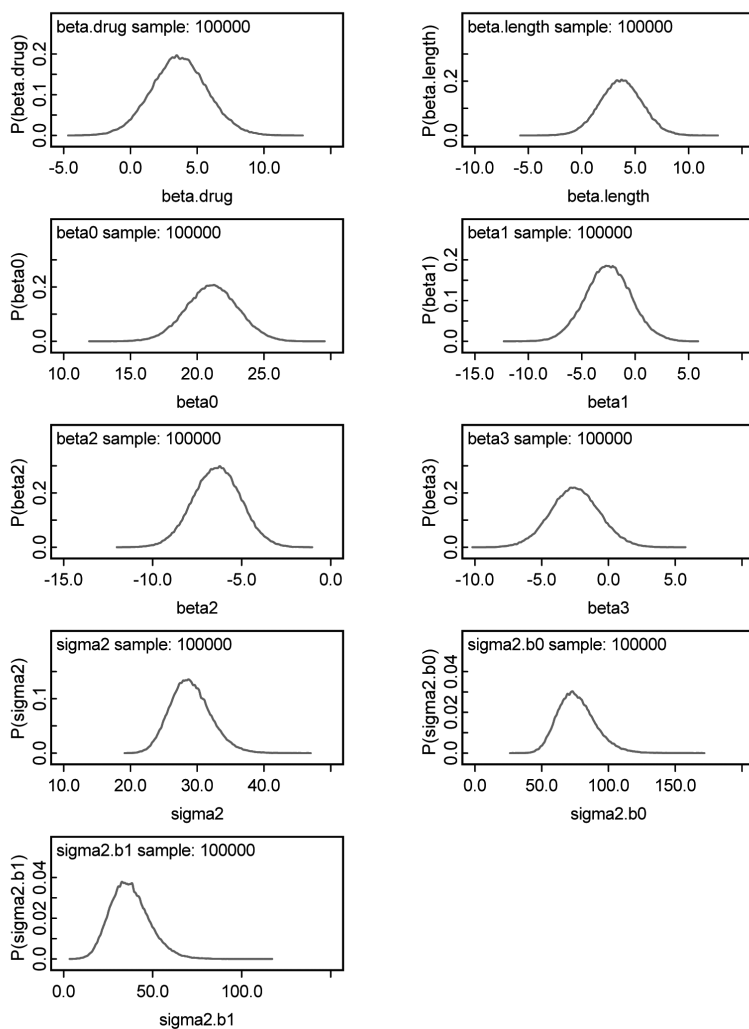 beta.drug sample: 100000
P(beta.drug)
0.0 0.1 0.2
-5.0 0.0 5.0 10.0
beta.drug
beta.length sample: 100000
P(beta.length)
0.0 0.2
-10.0 -5.0 0.0 5.0 10.0
beta.length
beta0 sample: 100000
P(beta0)
0.0 0.2
10.0 15.0 20.0 25.0
beta0
beta1 sample: 100000
P(beta1)
0.0 0.1 0.2
-15.0 -10.0 -5.0 0.0 5.0
beta1
beta2 sample: 100000
P(beta2)
0.0 0.2
-15.0 -10.0 -5.0 0.0
beta2
beta3 sample: 100000
P(beta3)
0.0 0.2
-10.0 -5.0 0.0 5.0
beta3
sigma2 sample: 100000
P(sigma2)
0.0 0.1
10.0 20.0 30.0 40.0
sigma2
sigma2.b0 sample: 100000
P(sigma2.b0)
0.0 0.02 0.04
0.0 50.0 100.0 150.0
sigma2.b0
sigma2.b1 sample: 100000
P(sigma2.b1)
0.0 0.02 0.04
0.0 50.0 100.0
sigma2.b1